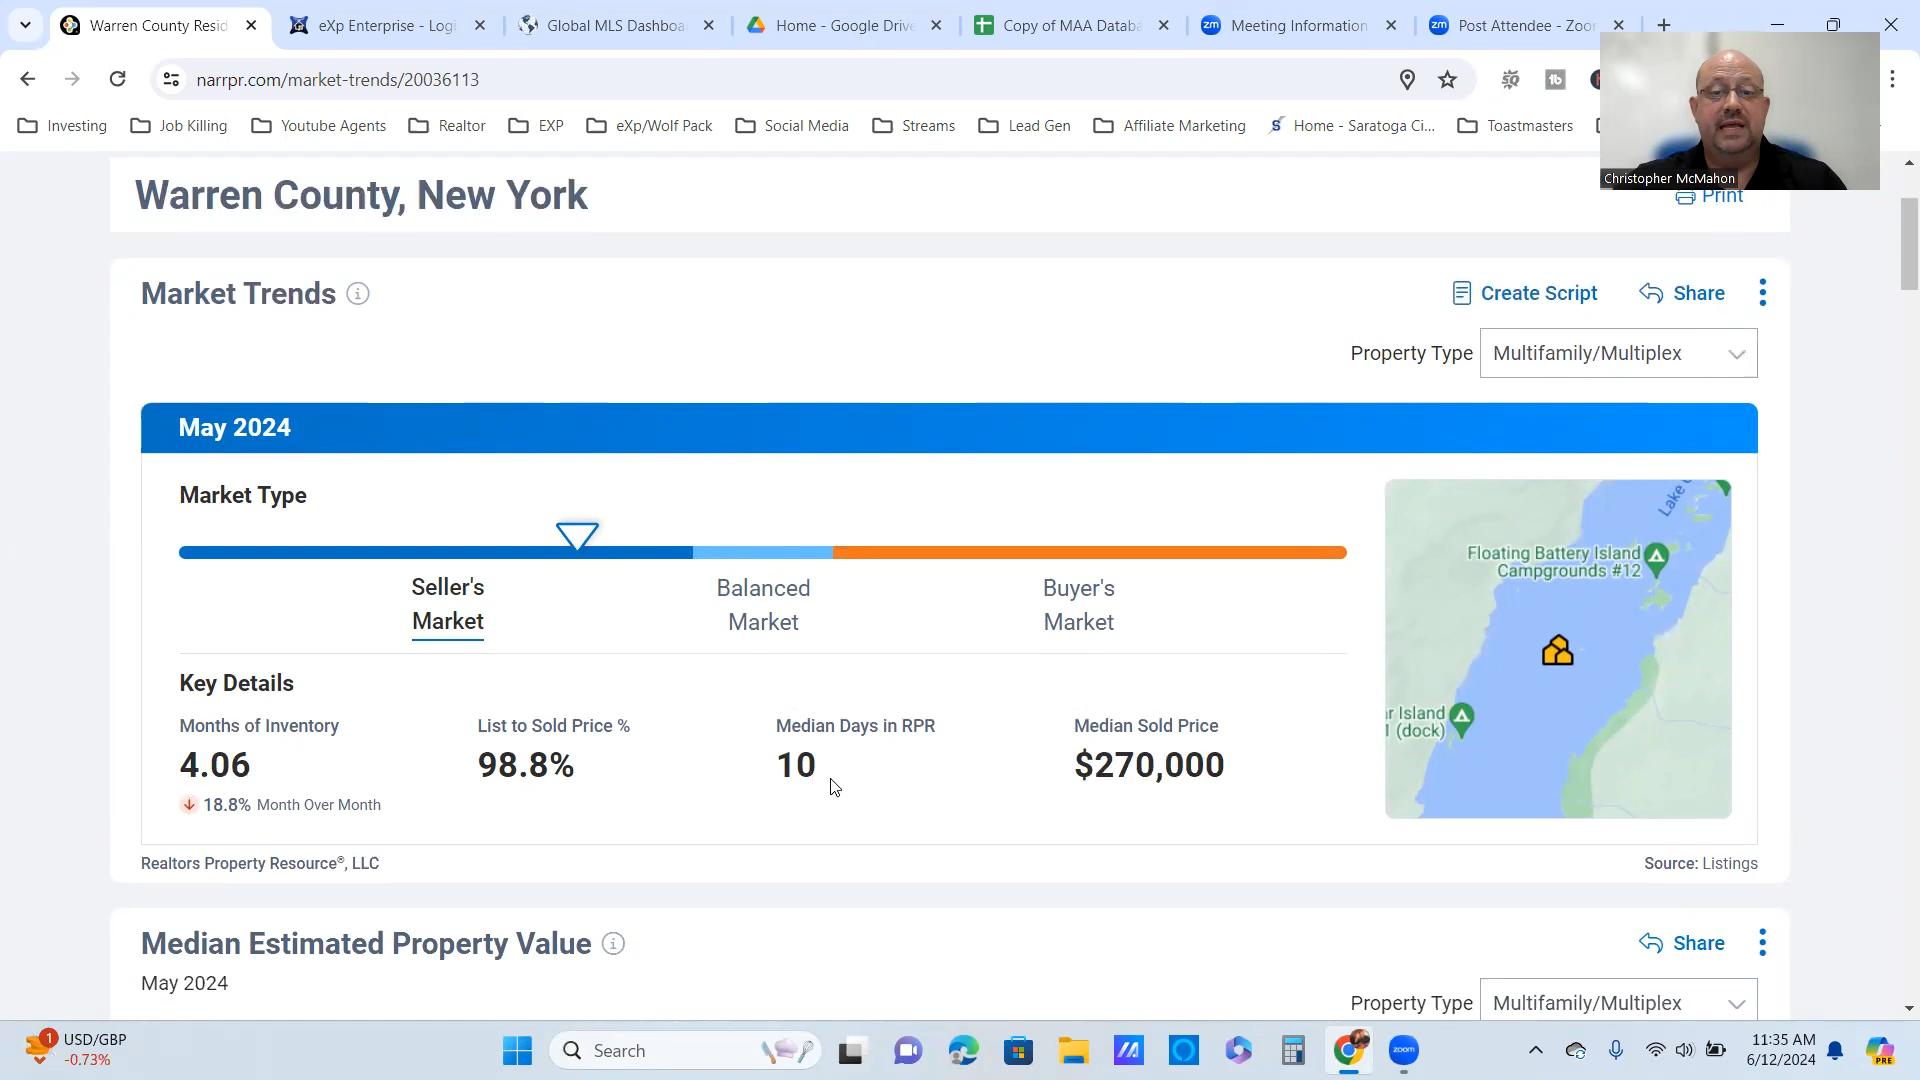 Warren County Resid
eXp Enterprise - Logi
Global MLS Dashboa
Home - Google Drive
Copy of MAA Databa
Meeting Information
Post Attendee - Zoo
narrpr.com/market-trends/20036113
Investing
Job Killing
Youtube Agents
Realtor
EXP
eXp/Wolf Pack
Social Media
Streams
Lead Gen
Affiliate Marketing
Home - Saratoga Ci...
Toastmasters
Christopher McMahon
Warren County, New York
Print
Market Trends
Create Script
Share
Property Type
Multifamily/Multiplex
May 2024
Market Type
Seller's
Market
Balanced
Market
Buyer's
Market
Lake
Floating Battery Island
Campgrounds #12
r Island
(dock)
Key Details
Months of Inventory
4.06
18.8% Month Over Month
List to Sold Price %
98.8%
Median Days in RPR
10
Median Sold Price
$270,000
Realtors Property Resource®, LLC
Source: Listings
Median Estimated Property Value
Share
May 2024
Property Type
Multifamily/Multiplex
1
USD/GBP
-0.73%
Search
zoom
11:35 AM
6/12/2024
PRE